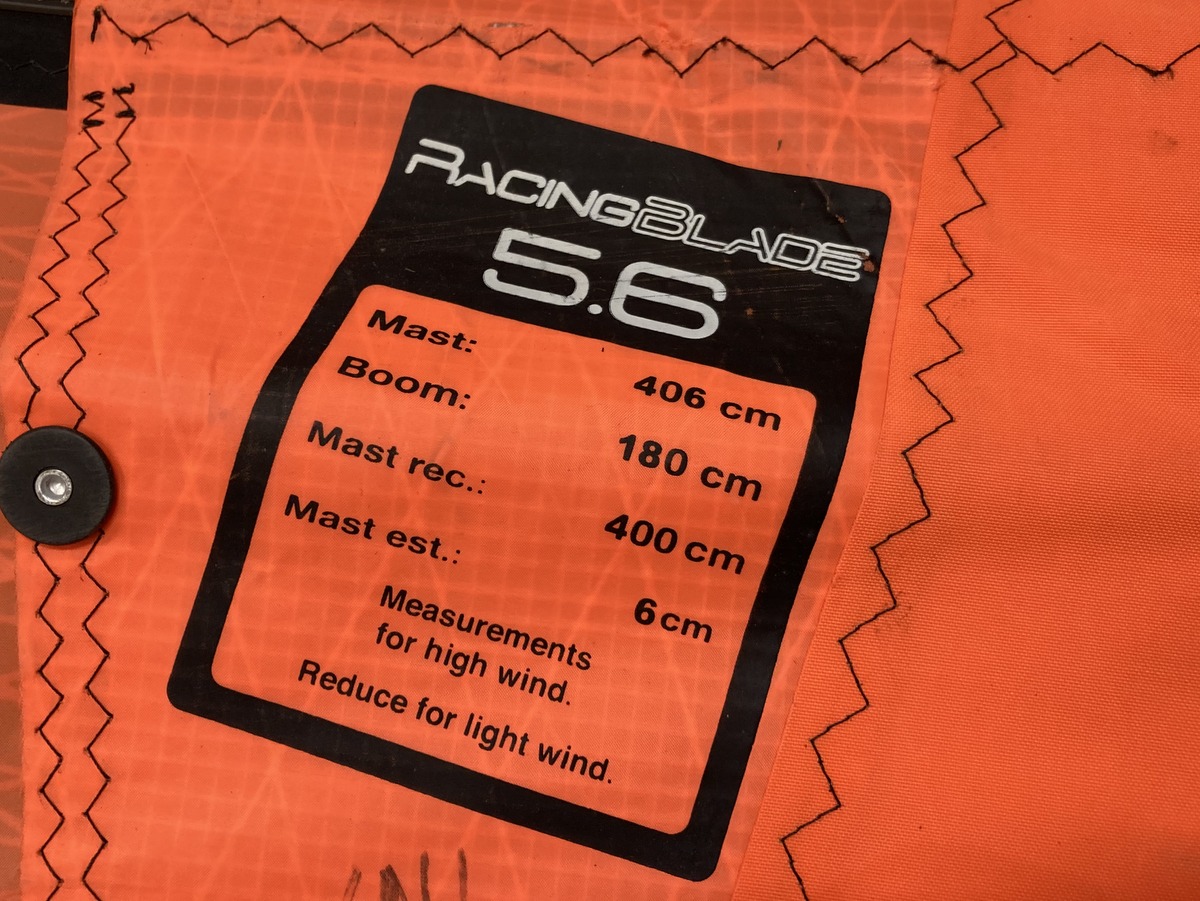 RACINGBLADE
5.6
Mast: 406 cm
Boom: 180 cm
Mast rec.: 400 cm
Mast est.: 6 cm
Measurements
for high wind.
Reduce for light wind.